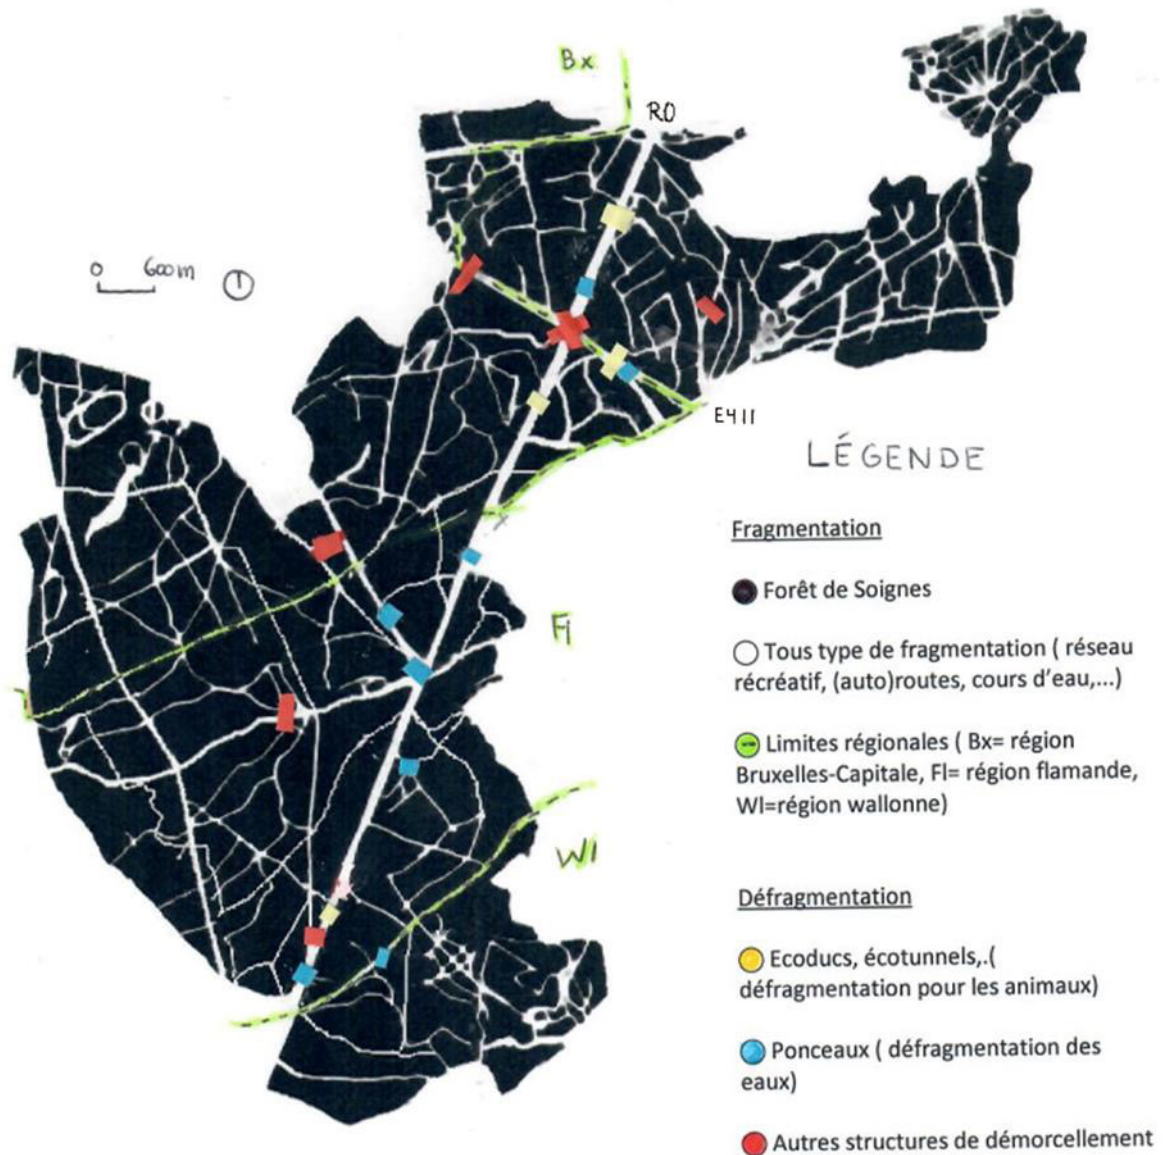 Bx
R0
0 600m
E411
LÉGENDE
Fragmentation
Forêt de Soignes
Tous type de fragmentation ( réseau
récréatif, (auto)routes, cours d'eau,...)
Fl
Limites régionales ( Bx= région
Bruxelles-Capitale, Fl= région flamande,
Wl=région wallonne)
Wl
Défragmentation
Ecoducs, écotunnels,.(
défragmentation pour les animaux)
Ponceaux ( défragmentation des
eaux)
Autres structures de démorcellement